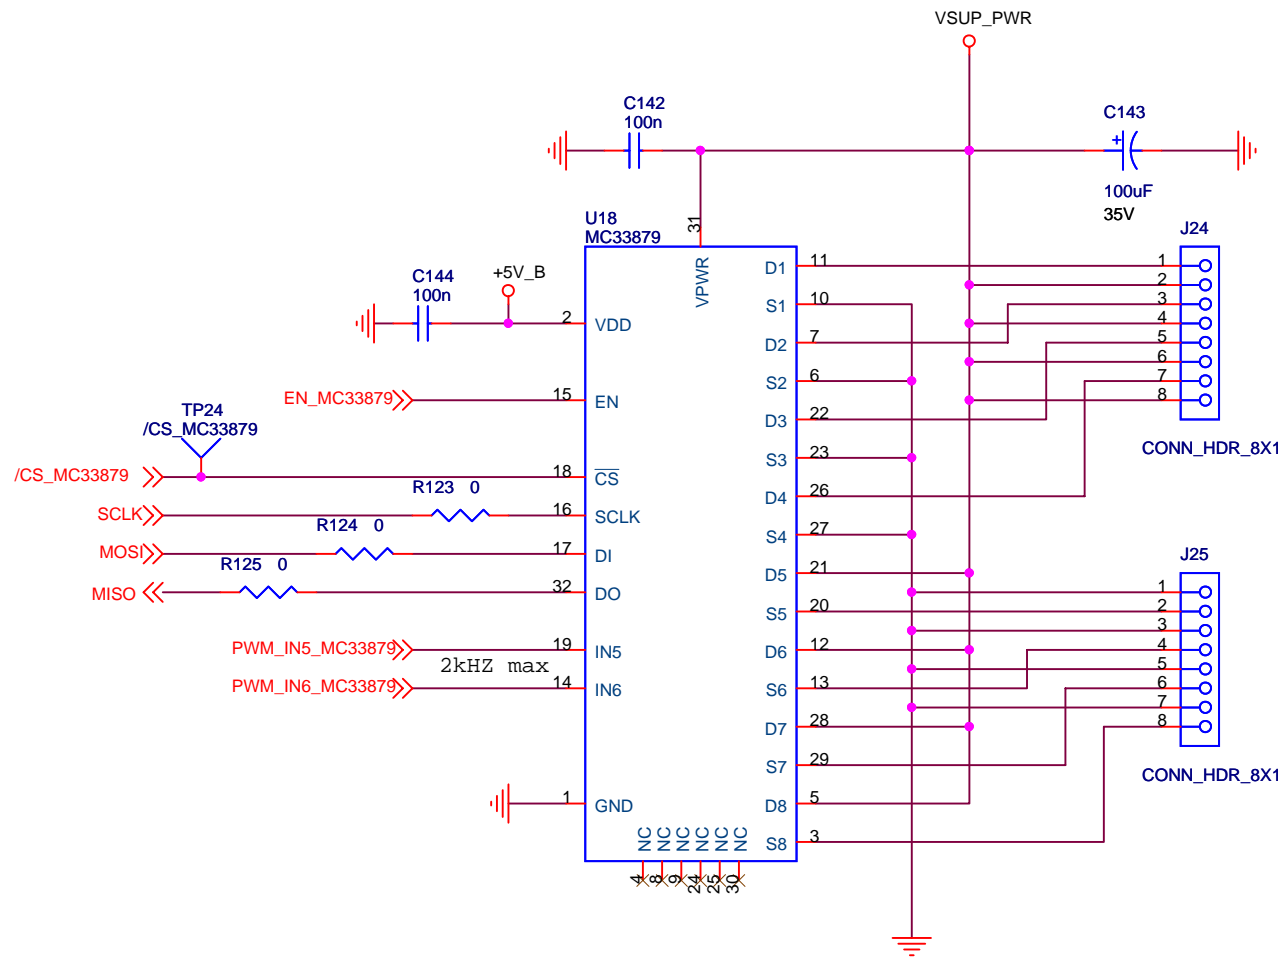 VSUP_PWR
C142
100n
C143
+
100uF
35V
U18
MC33879
31
VPWR
J24
C144
100n
+5V_B
2
VDD
EN_MC33879
15
EN
TP24
/CS_MC33879
/CS_MC33879
18
CS
R123 0
SCLK
16
SCLK
R124 0
MOSI
17
DI
R125 0
MISO
32
DO
PWM_IN5_MC33879
19
IN5
2kHZ max
PWM_IN6_MC33879
14
IN6
1
GND
D1
11
S1
10
D2
7
S2
6
D3
22
S3
23
D4
26
S4
27
D5
21
S5
20
D6
12
S6
13
D7
28
S7
29
D8
5
S8
3
1
2
3
4
5
6
7
8
CONN_HDR_8X1
J25
1
2
3
4
5
6
7
8
CONN_HDR_8X1
NC
NC
NC
NC
NC
NC
4
8
9
24
25
30